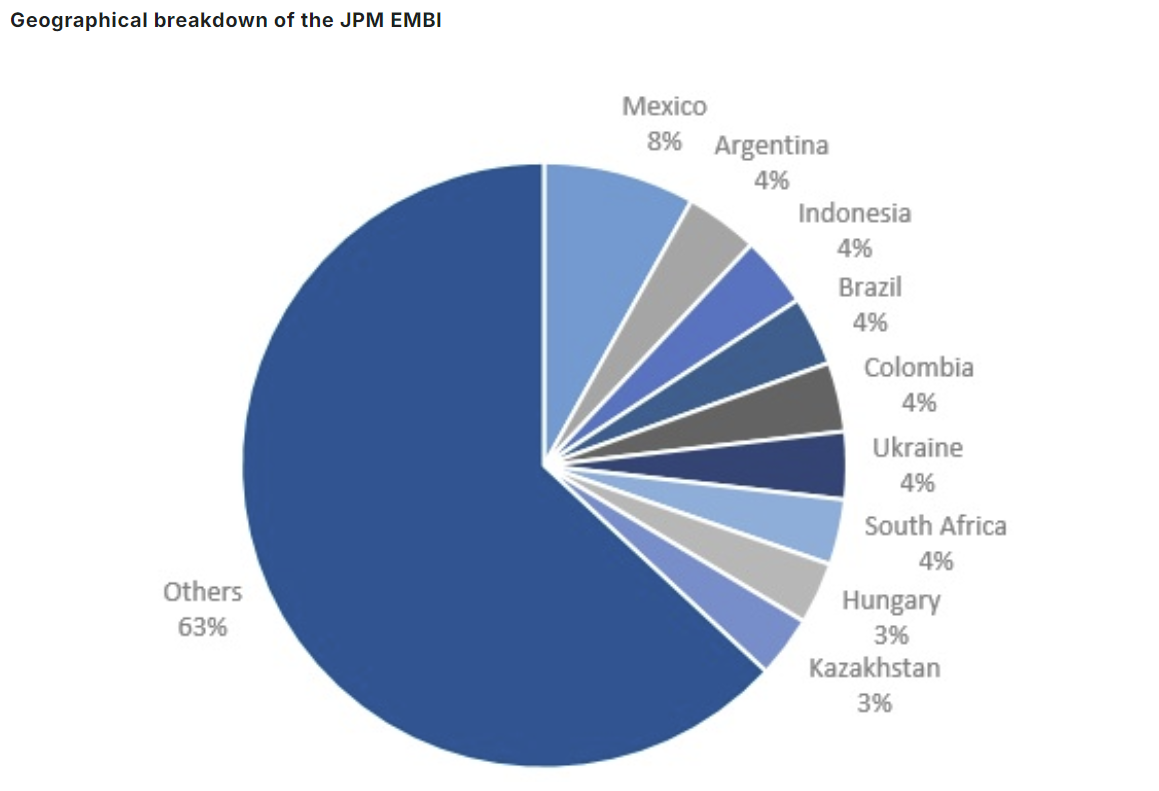 Geographical breakdown of the JPM EMBI
Mexico
8%
Argentina
4%
Indonesia
4%
Brazil
4%
Colombia
4%
Ukraine
4%
South Africa
4%
Hungary
3%
Kazakhstan
3%
Others
63%